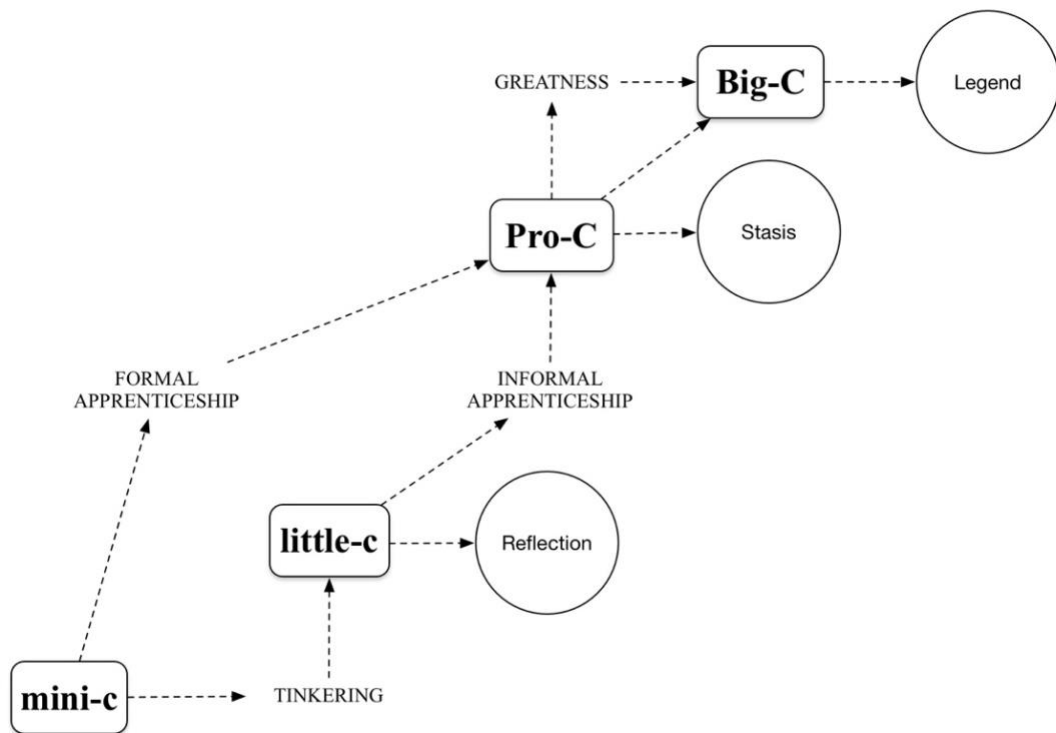 GREATNESS
Big-C
Legend
Pro-C
Stasis
FORMAL
APPRENTICESHIP
INFORMAL
APPRENTICESHIP
little-c
Reflection
mini-c
TINKERING